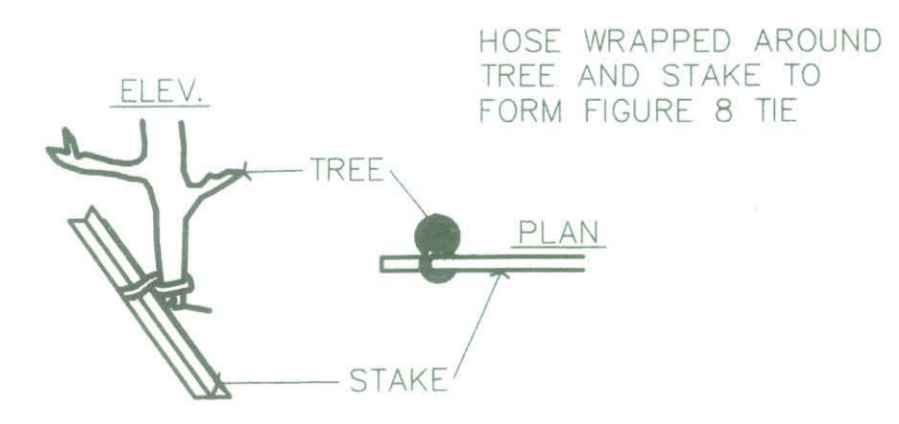 HOSE WRAPPED AROUND
TREE AND STAKE TO
FORM FIGURE 8 TIE
ELEV.
TREE
PLAN
STAKE